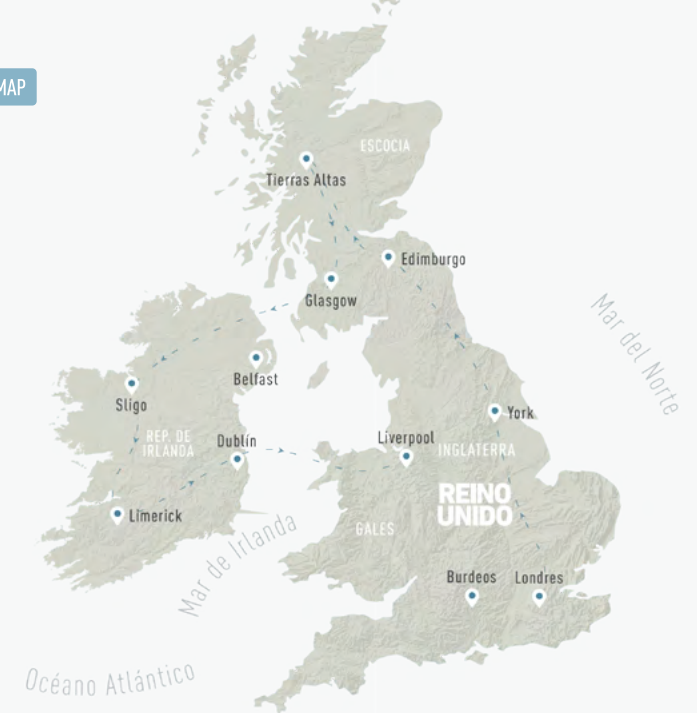 MAP
ESCOCIA
Tierras Altas
Edimburgo
Glasgow
Mar del Norte
Belfast
Sligo
York
REP. DE
IRLANDA
Dublín
Liverpool
INGLATERRA
REINO
UNIDO
Limerick
Mar de Irlanda
GALES
Burdeos
Londres
Océano Atlántico